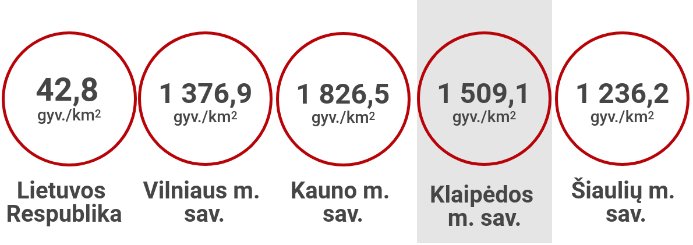 42,8
gyv./km²
Lietuvos
Respublika
1 376,9
gyv./km²
Vilniaus m.
sav.
1 826,5
gyv./km²
Kauno m.
sav.
1 509,1
gyv./km²
Klaipėdos
m. sav.
1 236,2
gyv./km²
Šiaulių m.
sav.